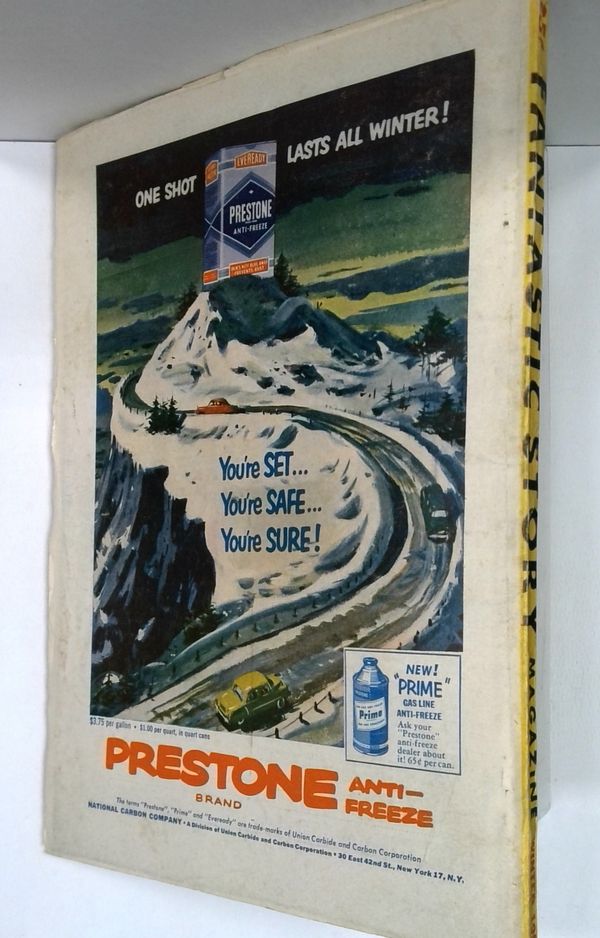 ONE SHOT
LASTS ALL WINTER!
EVEREADY
PRESTONE
ANTI-FREEZE
You're SET...
You're SAFE...
You're SURE!
NEW!
"PRIME"
GAS LINE
ANTI-FREEZE
Ask your
"Prestone"
anti-freeze
dealer about
it! 65¢ per can.
Prime
$3.75 per gallon • $1.00 per quart, in quart cans
PRESTONE
BRAND
ANTI-
FREEZE
The terms "Prestone", "Prime" and "Eveready" are trade-marks of Union Carbide and Carbon Corporation
NATIONAL CARBON COMPANY • A Division of Union Carbide and Carbon Corporation • 30 East 42nd St., New York 17, N.Y.
25¢ FANTASTIC STORY MAGAZINE